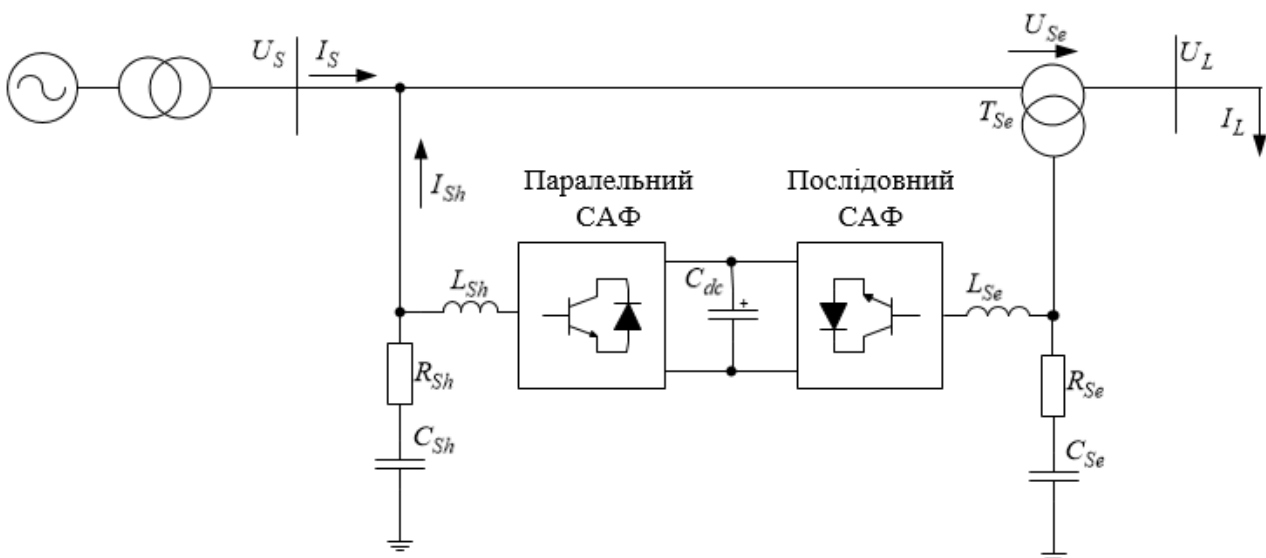 U_Se
U_S
I_S
U_L
T_Se
I_L
I_Sh
Паралельний
САФ
Послідовний
САФ
L_Sh
C_dc
+
L_Se
R_Sh
R_Se
C_Sh
C_Se